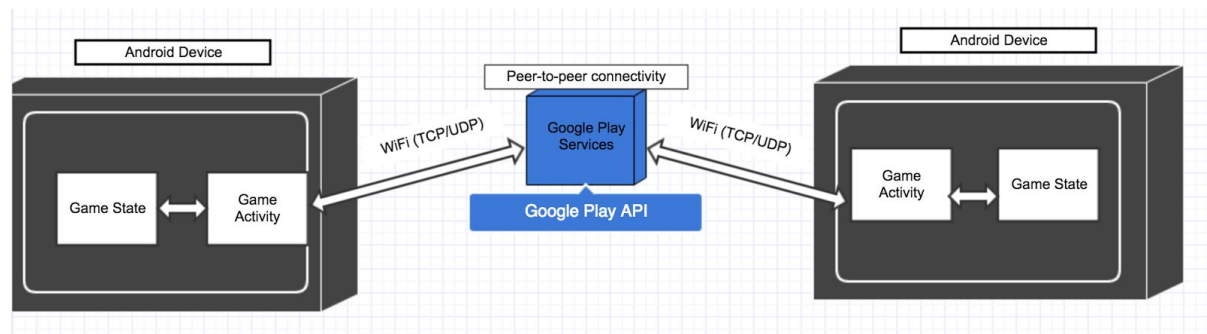 Android Device
Android Device
Peer-to-peer connectivity
WiFi (TCP/UDP)
Google Play
Services
WiFi (TCP/UDP)
Game State
Game
Activity
Google Play API
Game
Activity
Game State